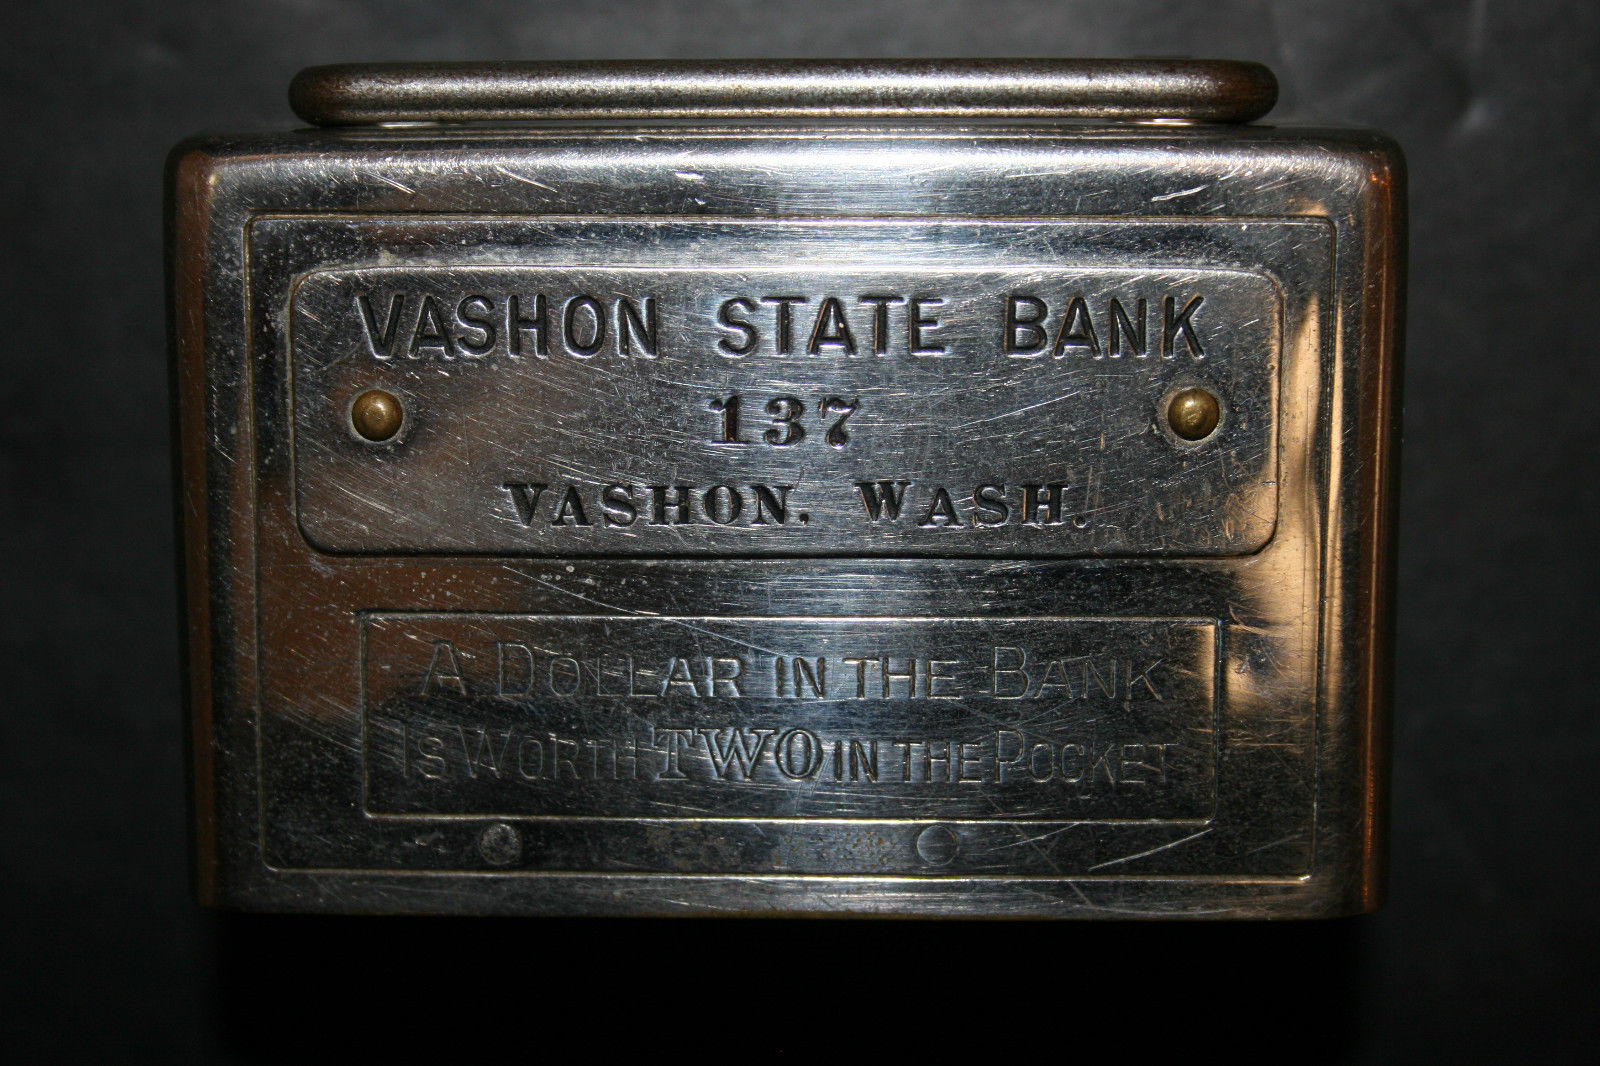 VASHON STATE BANK
137
VASHON. WASH.
A DOLLAR IN THE BANK
IS WORTH TWO IN THE POCKET